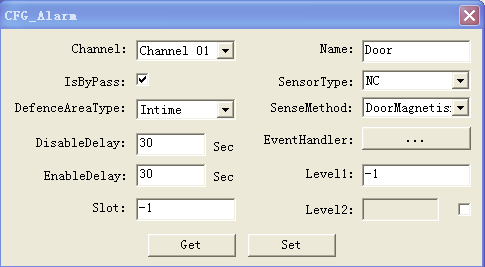 CFG_Alarm
Channel: Channel 01 Name: Door
IsByPass: SensorType: NC
DefenceAreaType: Intime SenseMethod: DoorMagnetis
DisableDelay: 30 Sec EventHandler: ...
EnableDelay: 30 Sec Level1: -1
Slot: -1 Level2:
Get Set